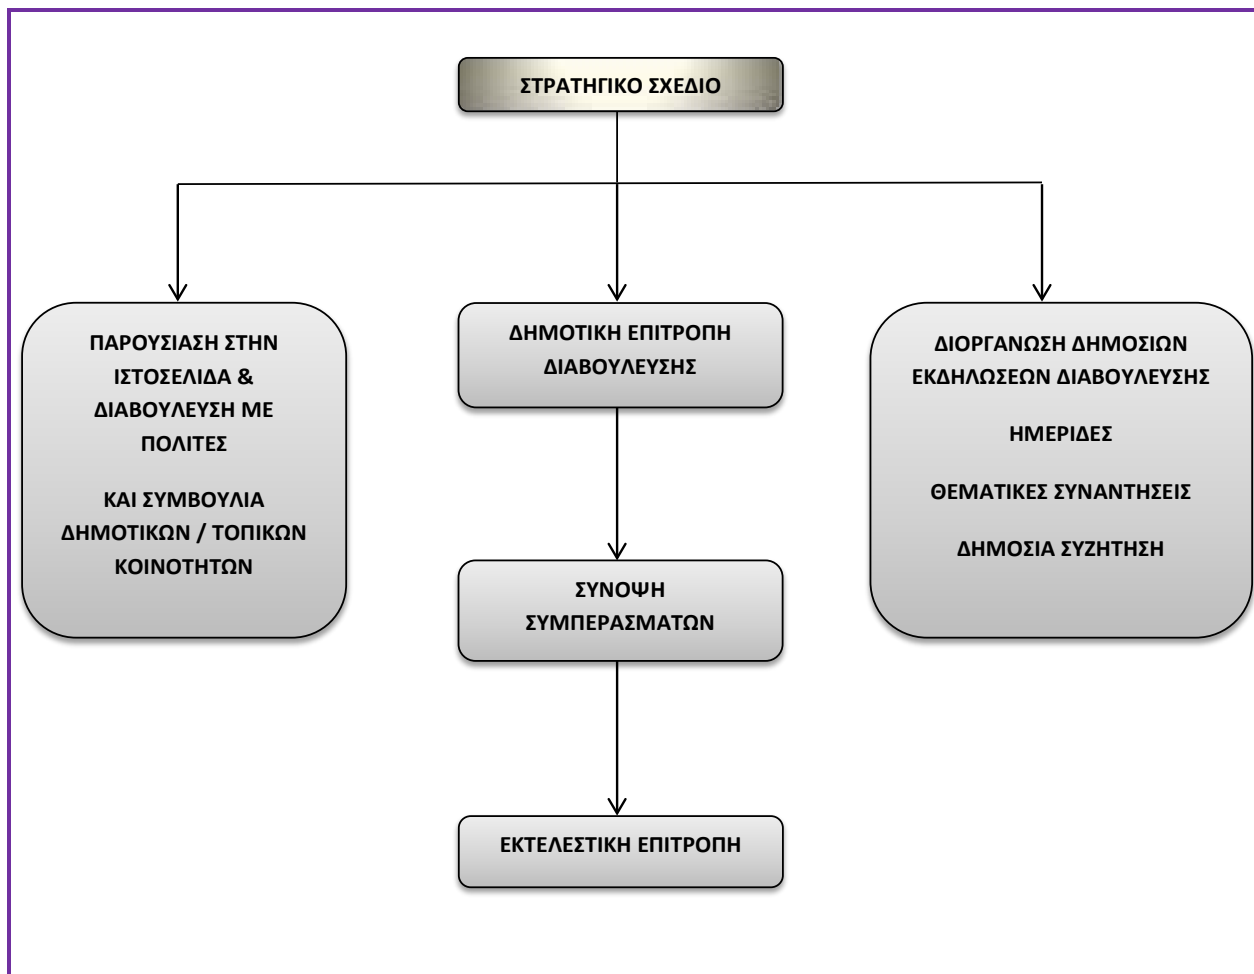 ΣΤΡΑΤΗΓΙΚΟ ΣΧΕΔΙΟ
ΠΑΡΟΥΣΙΑΣΗ ΣΤΗΝ
ΙΣΤΟΣΕΛΙΔΑ &
ΔΙΑΒΟΥΛΕΥΣΗ ΜΕ
ΠΟΛΙΤΕΣ
ΚΑΙ ΣΥΜΒΟΥΛΙΑ
ΔΗΜΟΤΙΚΩΝ / ΤΟΠΙΚΩΝ
ΚΟΙΝΟΤΗΤΩΝ
ΔΗΜΟΤΙΚΗ ΕΠΙΤΡΟΠΗ
ΔΙΑΒΟΥΛΕΥΣΗΣ
ΔΙΟΡΓΑΝΩΣΗ ΔΗΜΟΣΙΩΝ
ΕΚΔΗΛΩΣΕΩΝ ΔΙΑΒΟΥΛΕΥΣΗΣ
ΗΜΕΡΙΔΕΣ
ΘΕΜΑΤΙΚΕΣ ΣΥΝΑΝΤΗΣΕΙΣ
ΔΗΜΟΣΙΑ ΣΥΖΗΤΗΣΗ
ΣΥΝΟΨΗ
ΣΥΜΠΕΡΑΣΜΑΤΩΝ
ΕΚΤΕΛΕΣΤΙΚΗ ΕΠΙΤΡΟΠΗ